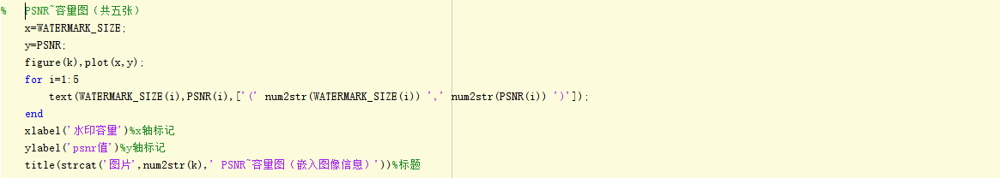 %   PSNR~容量图（共五张）
x=WATERMARK_SIZE;
y=PSNR;
figure(k),plot(x,y);
for i=1:5
text(WATERMARK_SIZE(i),PSNR(i),['(' num2str(WATERMARK_SIZE(i)) ',' num2str(PSNR(i)) ')']);
end
xlabel('水印容量')%x轴标记
ylabel('psnr值')%y轴标记
title(strcat('图片',num2str(k),' PSNR~容量图（嵌入图像信息）'))%标题